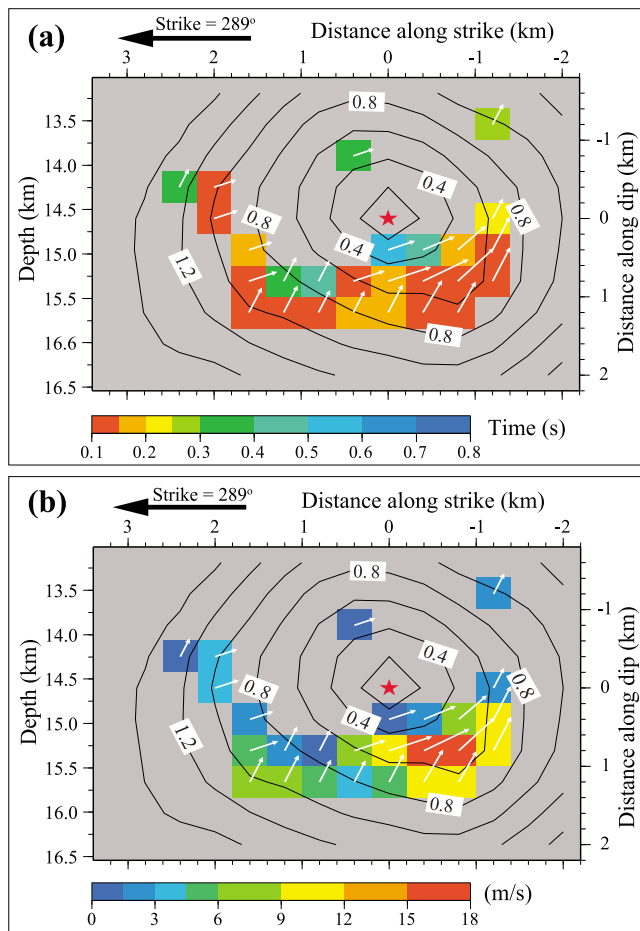 (a)
Strike = 289°
Distance along strike (km)
3 2 1 0 -1 -2
Depth (km)
13.5
14.0
14.6
15.0
15.5
16.6
16.5
Distance along dip (km)
-1
0
1
2
0.8
0.4
0.8
0.8
0.4
1.2
0.8
0.1 0.2 0.3 0.4 0.5 0.6 0.7 0.8
Time (s)
(b)
Strike = 289°
Distance along strike (km)
3 2 1 0 -1 -2
Depth (km)
13.5
14.0
14.6
15.0
15.5
16.0
16.5
Distance along dip (km)
-1
0
1
2
0.8
0.4
0.8
0.8
0.4
1.2
0.8
0 3 6 9 12 15 18
(m/s)